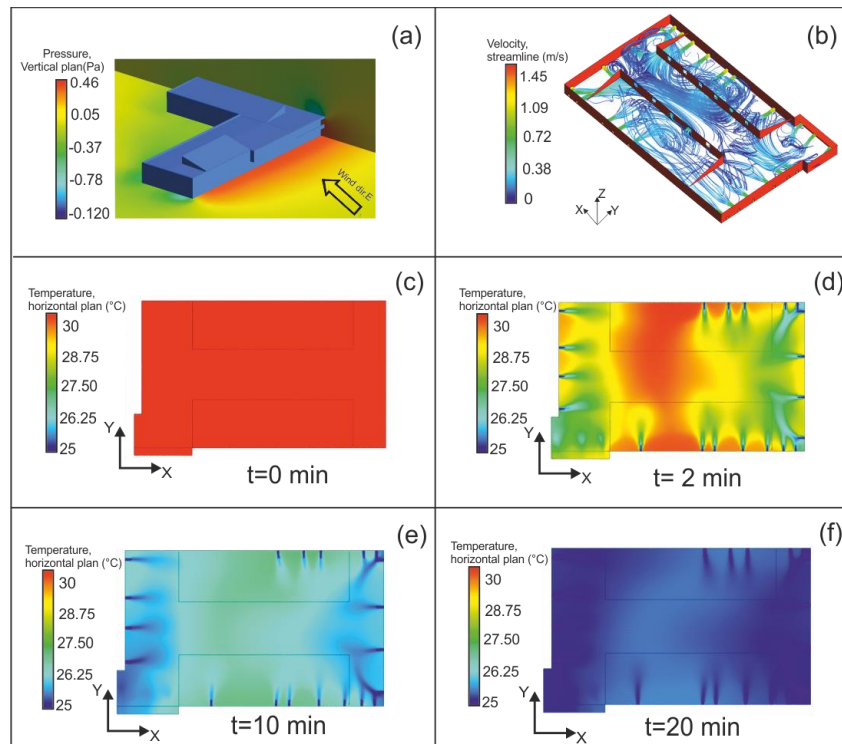 (a)
Pressure,
Vertical plan(Pa)
0.46
0.05
-0.37
-0.78
-0.120
Wind dir.E
(b)
Velocity,
streamline (m/s)
1.45
1.09
0.72
0.38
0
Z
X
Y
(c)
Temperature,
horizontal plan (°C)
30
28.75
27.50
26.25
25
Y
X
t=0 min
(d)
Temperature,
horizontal plan (°C)
30
28.75
27.50
26.25
25
Y
X
t= 2 min
(e)
Temperature,
horizontal plan (°C)
30
28.75
27.50
26.25
25
Y
X
t=10 min
(f)
Temperature,
horizontal plan (°C)
30
28.75
27.50
26.25
25
Y
X
t=20 min